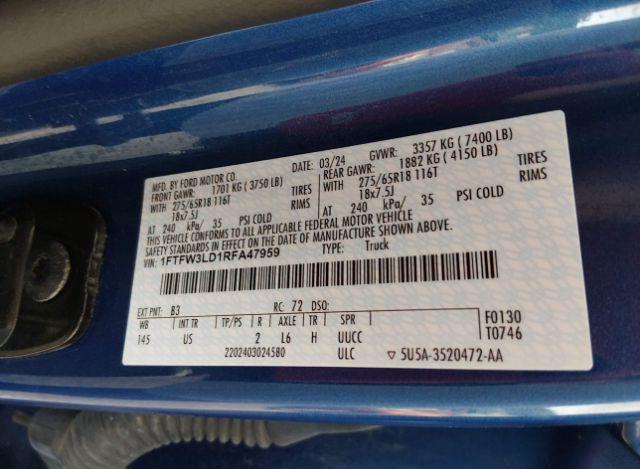 MFD. BY FORD MOTOR CO.
DATE: 03/24 GVWR: 3357 KG ( 7400 LB)
FRONT GAWR: 1701 KG ( 3750 LB) REAR GAWR: 1882 KG ( 4150 LB)
WITH 275/65R18 116T TIRES WITH 275/65R18 116T TIRES
18x7.5J RIMS 18x7.5J RIMS
AT 240 kPA/ 35 PSI COLD AT 240 kPA/ 35 PSI COLD
THIS VEHICLE CONFORMS TO ALL APPLICABLE FEDERAL MOTOR VEHICLE
SAFETY STANDARDS IN EFFECT ON THE DATE OF MANUFACTURE SHOWN ABOVE.
VIN: 1FTFW3LD1RFA47959 TYPE: Truck
EXT PNT: B3 RC: 72 DSO: F0130
WB INT TR TP/PS R AXLE TR SPR T0746
145 US 2 L6 H UUCC
2202403024580 ULC ▽ 5U5A-3520472-AA